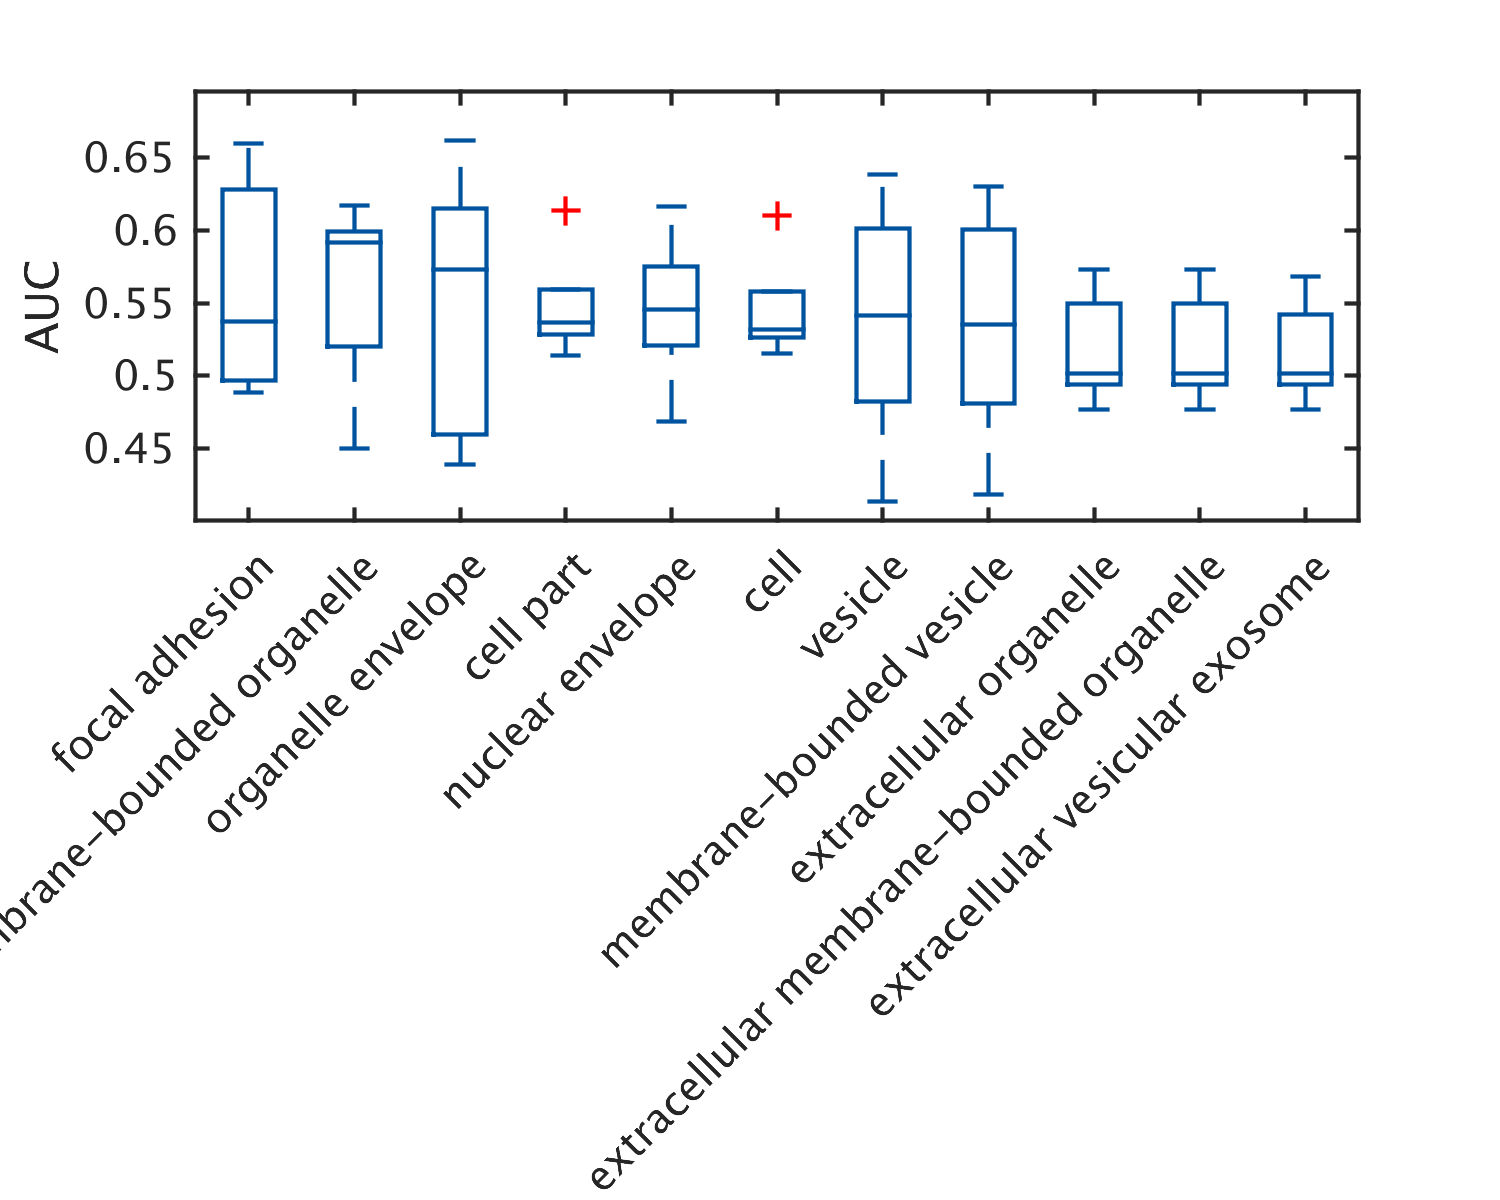 0.65
0.6
0.55
0.5
0.45
AUC
focal adhesion
organelle
organelle envelope
cell part
nuclear envelope
cell
vesicle
membrane–bounded vesicle
extracellular organelle
extracellular membrane–bounded organelle
extracellular vesicular exosome